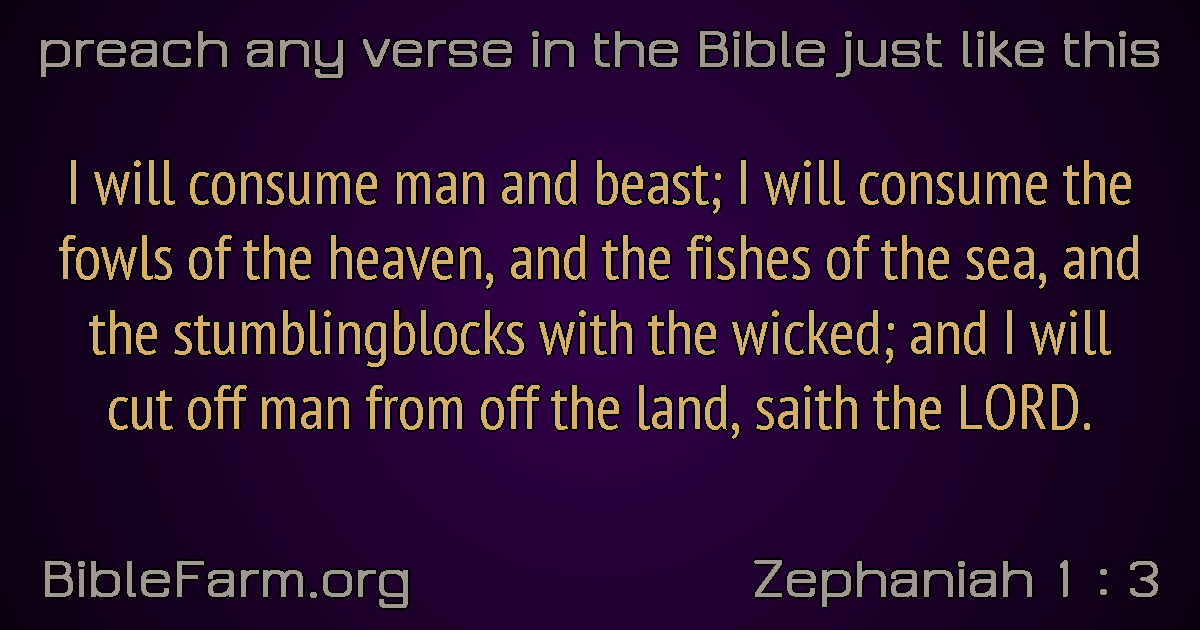 preach any verse in the Bible just like this
I will consume man and beast; I will consume the
fowls of the heaven, and the fishes of the sea, and
the stumblingblocks with the wicked; and I will
cut off man from off the land, saith the LORD.
BibleFarm.org
Zephaniah 1 : 3